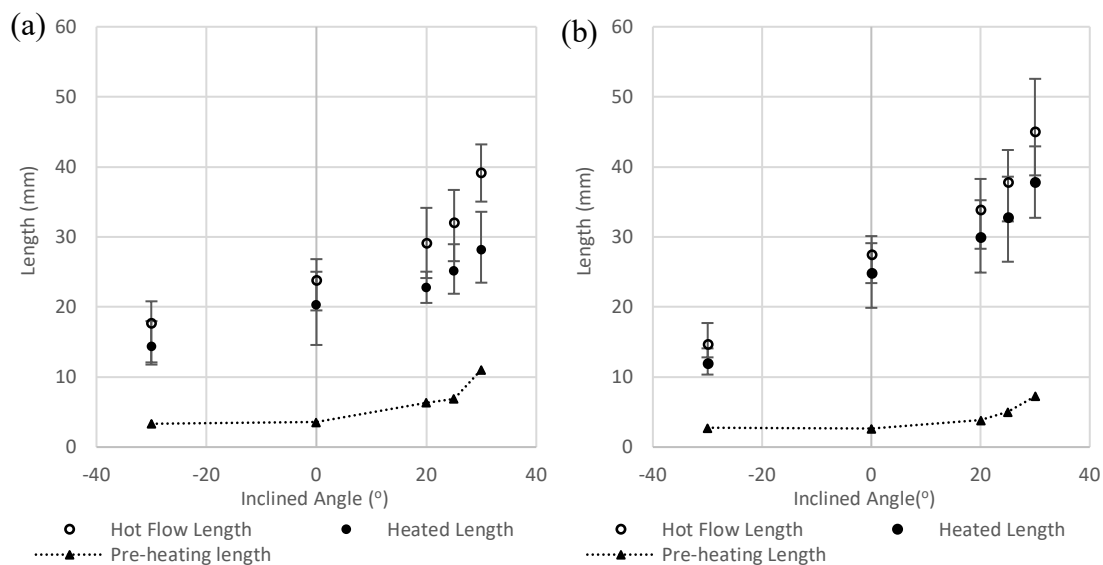 (a)
60
50
40
30
20
10
0
Length (mm)
-40 -20 0 20 40
Inclined Angle (o)
Hot Flow Length Heated Length
Pre-heating length
(b)
60
50
40
30
20
10
0
Length (mm)
-40 -20 0 20 40
Inclined Angle(o)
Hot Flow Length Heated Length
Pre-heating Length